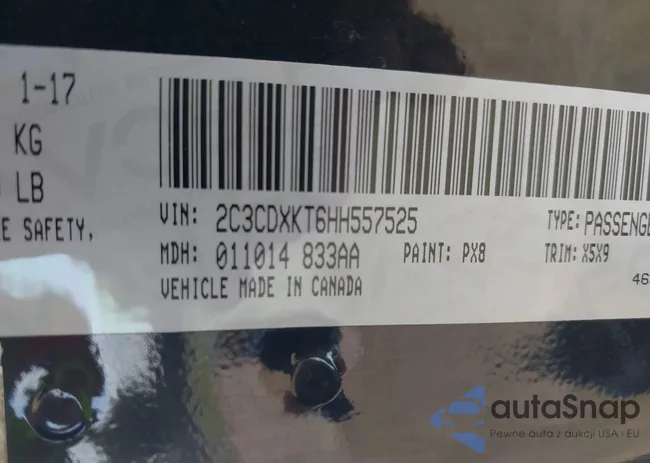 1-17
KG
LB
E SAFETY,
VIN: 2C3CDXKT6HH557525
TYPE: PASSENGE
MDH: 011014 833AA
PAINT: PX8
TRIM: X5X9
VEHICLE MADE IN CANADA
46
autaSnap
Pewne auta z aukcji USA i EU